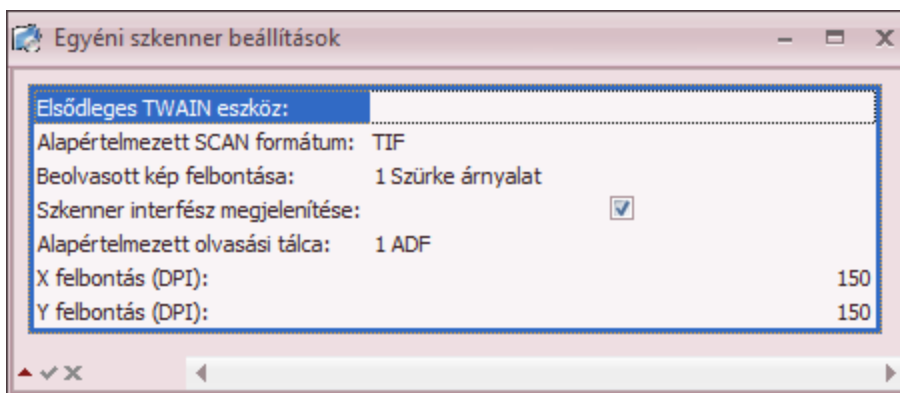 Egyéni szkenner beállítások
Elsődleges TWAIN eszköz:
Alapértelmezett SCAN formátum: TIF
Beolvasott kép felbontása: 1 Szürke árnyalat
Szkenner interfész megjelenítése:
Alapértelmezett olvasási tálca: 1 ADF
X felbontás (DPI): 150
Y felbontás (DPI): 150